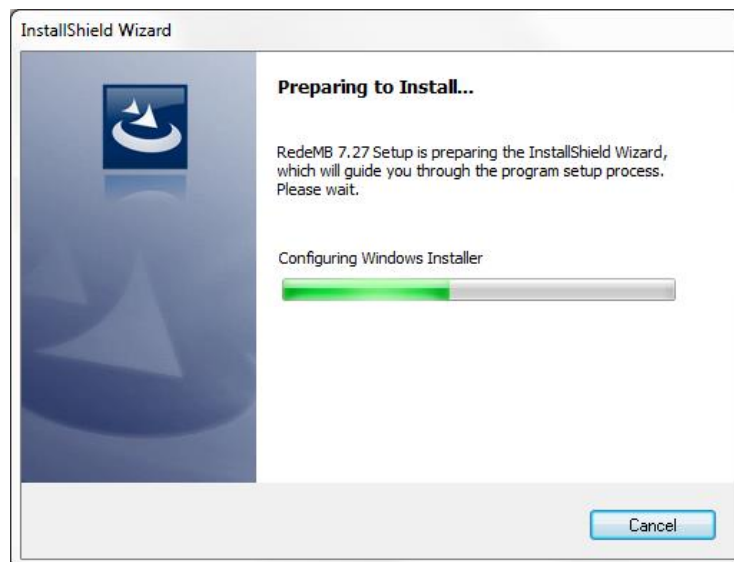 InstallShield Wizard
Preparing to Install...
RedeMB 7.27 Setup is preparing the InstallShield Wizard,
which will guide you through the program setup process.
Please wait.
Configuring Windows Installer
Cancel